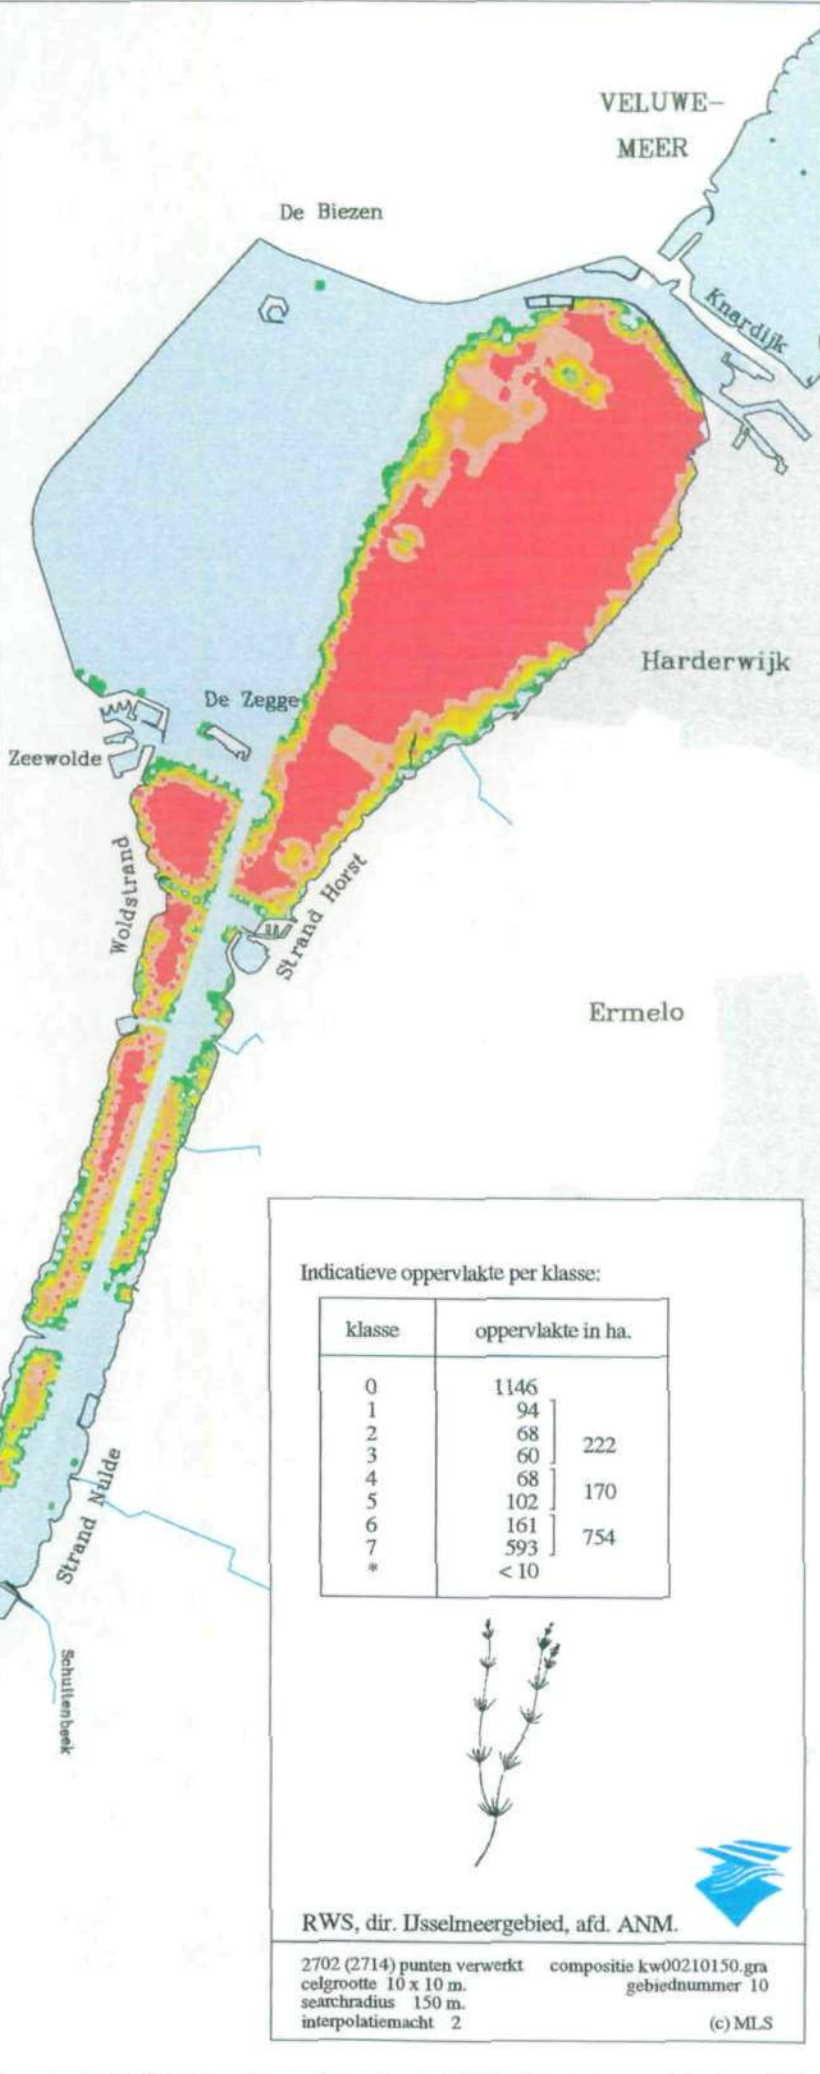 VELUWE-
MEER
De Biezen
Knardijk
Harderwijk
De Zegge
Zeewolde
Woldstrand
Strand Horst
Ermelo
Strand Nulde
Schuitenbeek
Indicatieve oppervlakte per klasse:
klasse oppervlakte in ha.
0 1146
1 94
2 68 222
3 60
4 68 170
5 102
6 161 754
7 593
* < 10
RWS, dir. IJsselmeergebied, afd. ANM.
2702 (2714) punten verwerkt compositie kw00210150.gra
celgrootte 10 x 10 m. gebiednummer 10
searchradius 150 m.
interpolatiemacht 2 (c) MLS